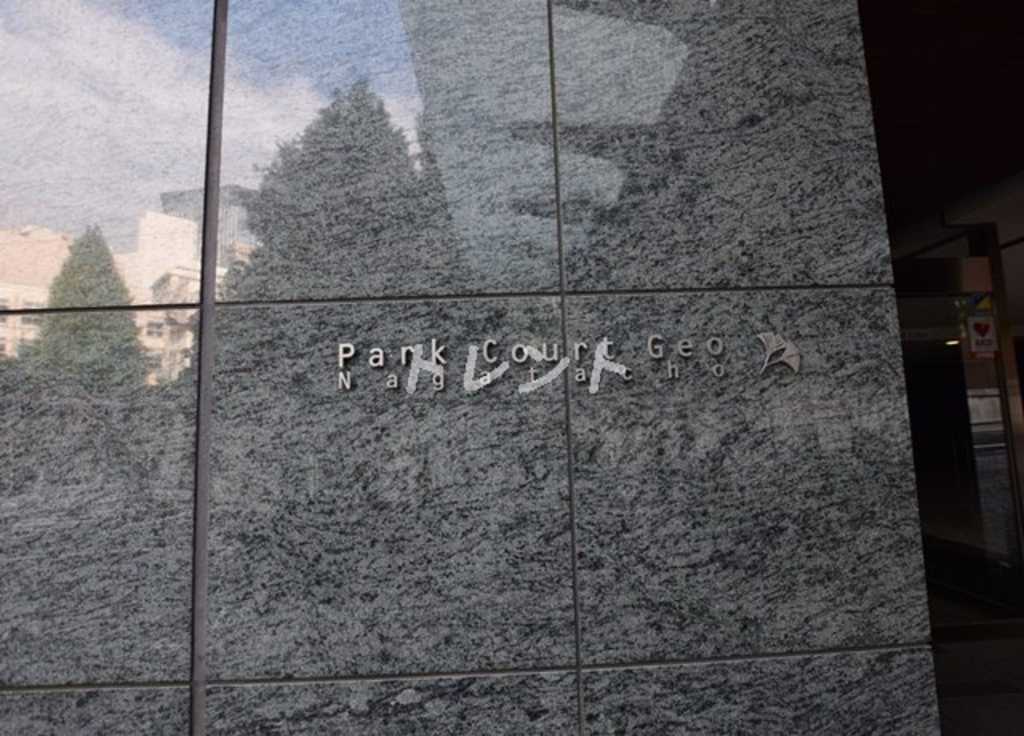 Park Court Geo
Nagatacho
トレント